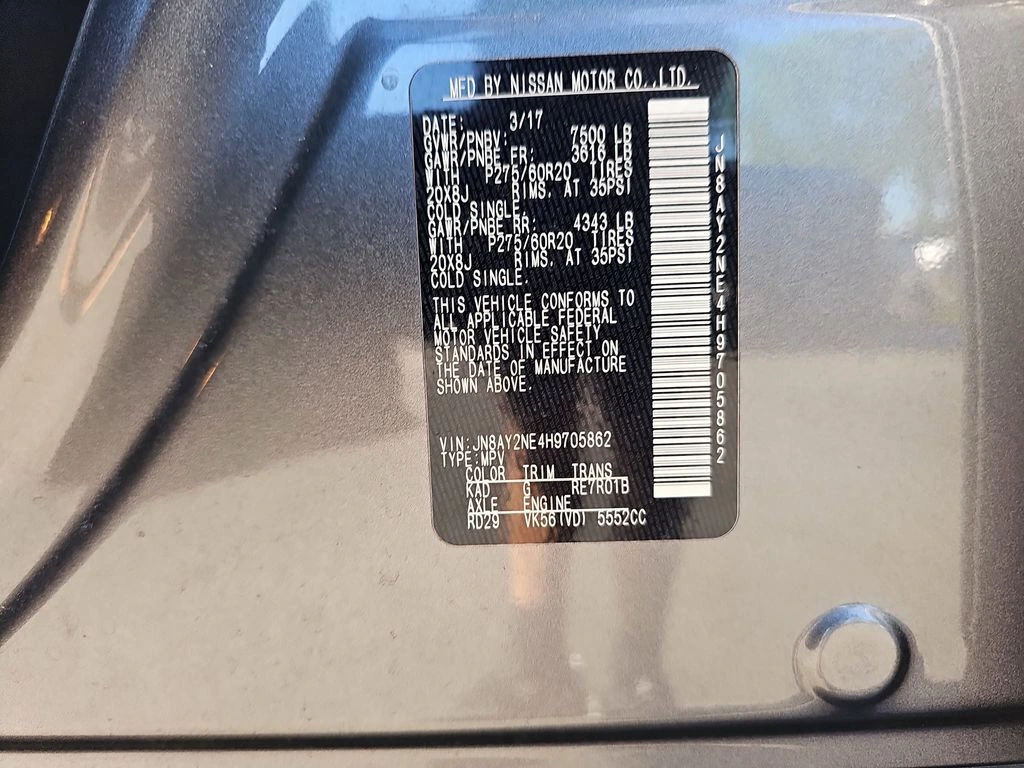 MFD BY NISSAN MOTOR CO.,LTD.
DATE: 3/17
GVWR/PNBV: 7500 LB
GAWR/PNBE FR: 3616 LB
WITH P275/60R20 TIRES
20X8J RIMS, AT 35PSI
COLD SINGLE.
GAWR/PNBE RR: 4343 LB
WITH P275/60R20 TIRES
20X8J RIMS, AT 35PSI
COLD SINGLE.
THIS VEHICLE CONFORMS TO
ALL APPLICABLE FEDERAL
MOTOR VEHICLE SAFETY
STANDARDS IN EFFECT ON
THE DATE OF MANUFACTURE
SHOWN ABOVE.
VIN:JN8AY2NE4H9705862
TYPE:MPV
COLOR TRIM TRANS
KAD G RE7R01B
AXLE ENGINE
RD29 VK56(VD) 5552CC
JN8AY2NE4H9705862